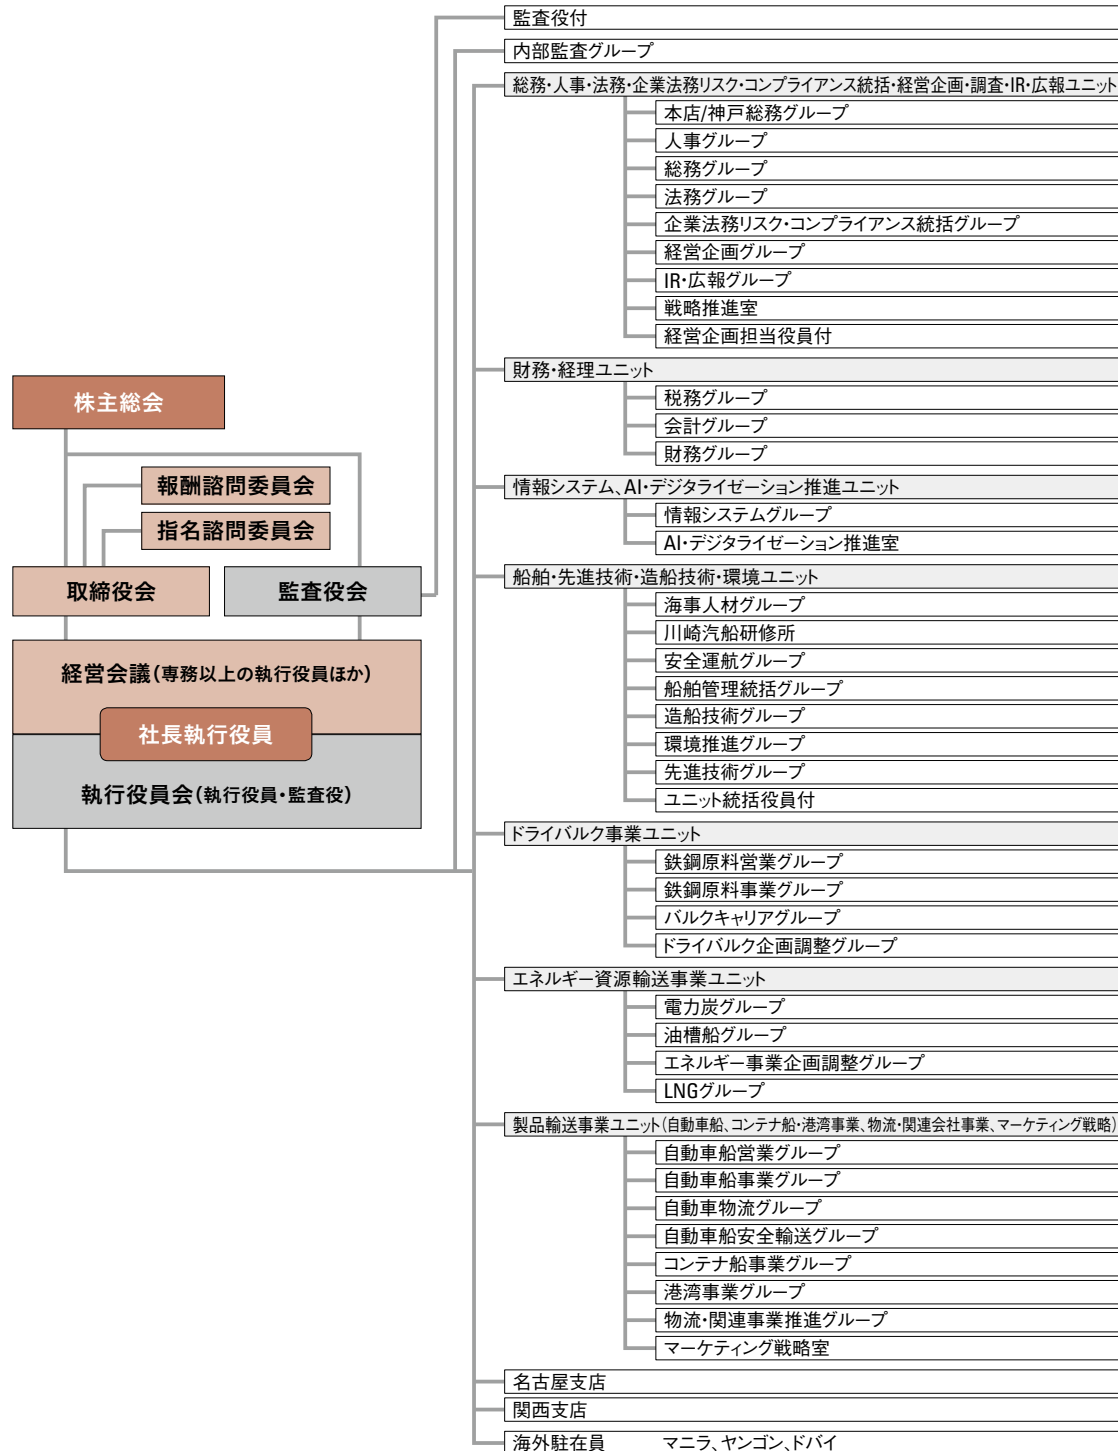 株主総会
報酬諮問委員会
指名諮問委員会
取締役会
監査役会
経営会議(専務以上の執行役員ほか)
社長執行役員
執行役員会(執行役員・監査役)
監査役付
内部監査グループ
総務・人事・法務・企業法務リスク・コンプライアンス統括・経営企画・調査・IR・広報ユニット
本店/神戸総務グループ
人事グループ
総務グループ
法務グループ
企業法務リスク・コンプライアンス統括グループ
経営企画グループ
IR・広報グループ
戦略推進室
経営企画担当役員付
財務・経理ユニット
税務グループ
会計グループ
財務グループ
情報システム、AI・デジタライゼーション推進ユニット
情報システムグループ
AI・デジタライゼーション推進室
船舶・先進技術・造船技術・環境ユニット
海事人材グループ
川崎汽船研修所
安全運航グループ
船舶管理統括グループ
造船技術グループ
環境推進グループ
先進技術グループ
ユニット統括役員付
ドライバルク事業ユニット
鉄鋼原料営業グループ
鉄鋼原料事業グループ
バルクキャリアグループ
ドライバルク企画調整グループ
エネルギー資源輸送事業ユニット
電力炭グループ
油槽船グループ
エネルギー事業企画調整グループ
LNGグループ
製品輸送事業ユニット(自動車船、コンテナ船・港湾事業、物流・関連会社事業、マーケティング戦略)
自動車船営業グループ
自動車船事業グループ
自動車物流グループ
自動車船安全輸送グループ
コンテナ船事業グループ
港湾事業グループ
物流・関連事業推進グループ
マーケティング戦略室
名古屋支店
関西支店
海外駐在員 マニラ、ヤンゴン、ドバイ